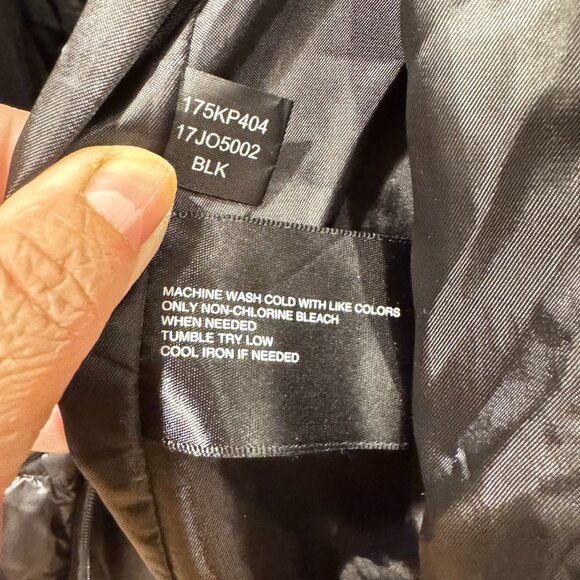 175KP404
17JO5002
BLK
MACHINE WASH COLD WITH LIKE COLORS
ONLY NON-CHLORINE BLEACH
WHEN NEEDED
TUMBLE TRY LOW
COOL IRON IF NEEDED